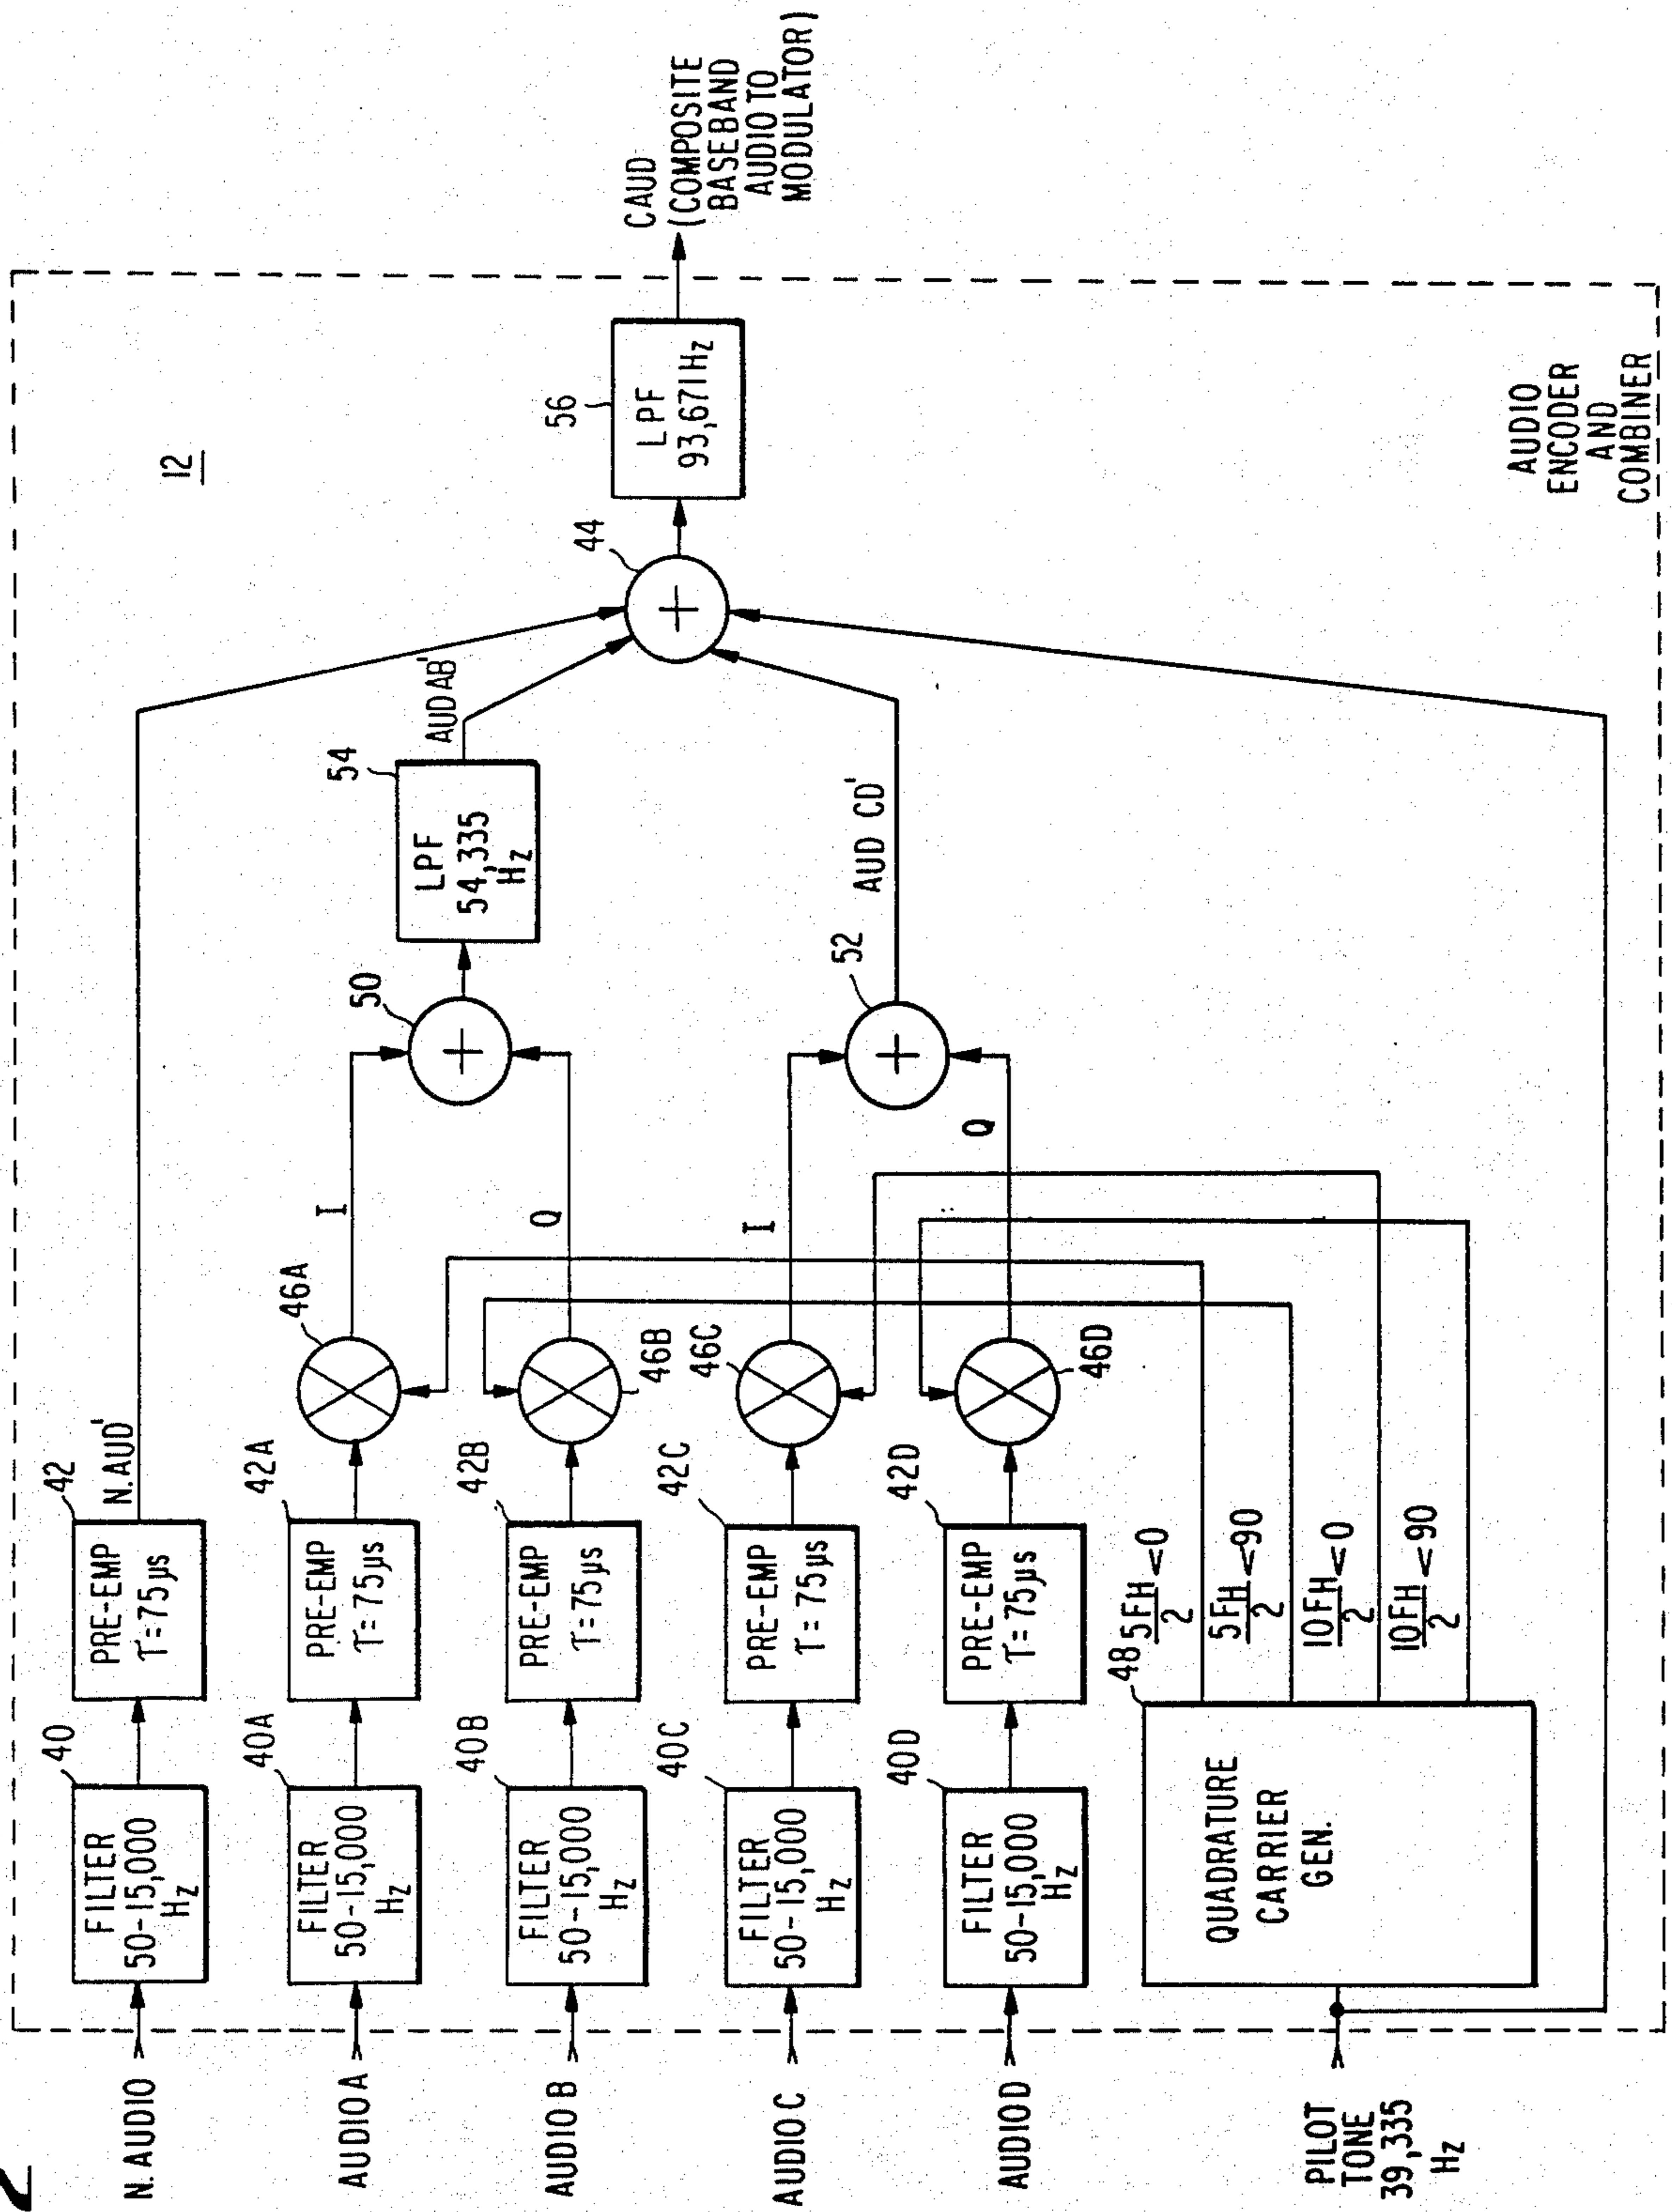 2
N. AUDIO
FILTER
50-15,000
Hz
40
PRE-EMP
τ=75μs
42
N.AUD'
12
AUDIO A
FILTER
50-15,000
Hz
40A
PRE-EMP
τ=75μs
42A
46A
I
AUDIO B
FILTER
50-15,000
Hz
40B
PRE-EMP
τ=75μs
42B
46B
Q
50
LPF
54,335
Hz
54
AUD AB'
44
LPF
93,671Hz
56
CAUD
(COMPOSITE
BASEBAND
AUDIO TO
MODULATOR)
AUDIO C
FILTER
50-15,000
Hz
40C
PRE-EMP
τ=75μs
42C
46C
I
AUDIO D
FILTER
50-15,000
Hz
40D
PRE-EMP
τ=75μs
42D
46D
Q
52
AUD CD'
PILOT
TONE
39,335
Hz
QUADRATURE
CARRIER
GEN.
48
5FH/2 <0
5FH/2 <90
10FH/2 <0
10FH/2 <90
AUDIO
ENCODER
AND
COMBINER